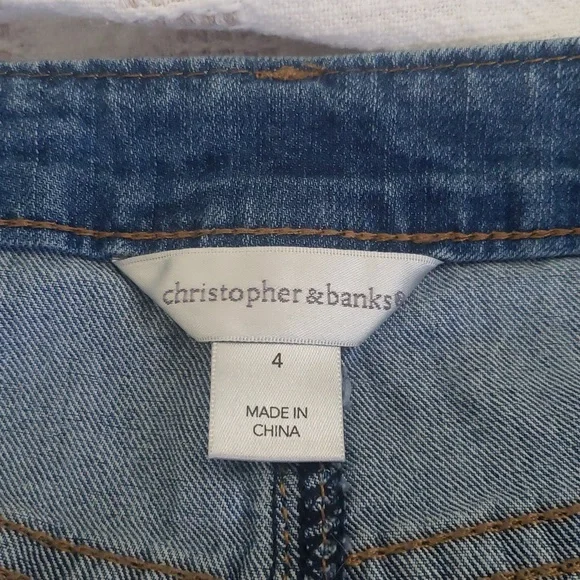 christopher & banks®
4
MADE IN
CHINA